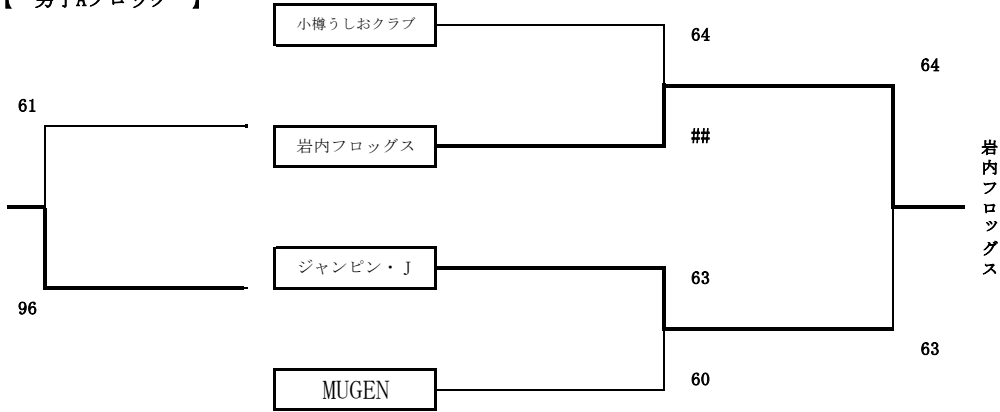 【 男子Aブロック 】
小樽うしおクラブ
64
64
61
岩内フロッグス
##
岩内フロッグス
ジャンピン・J
63
96
63
MUGEN
60